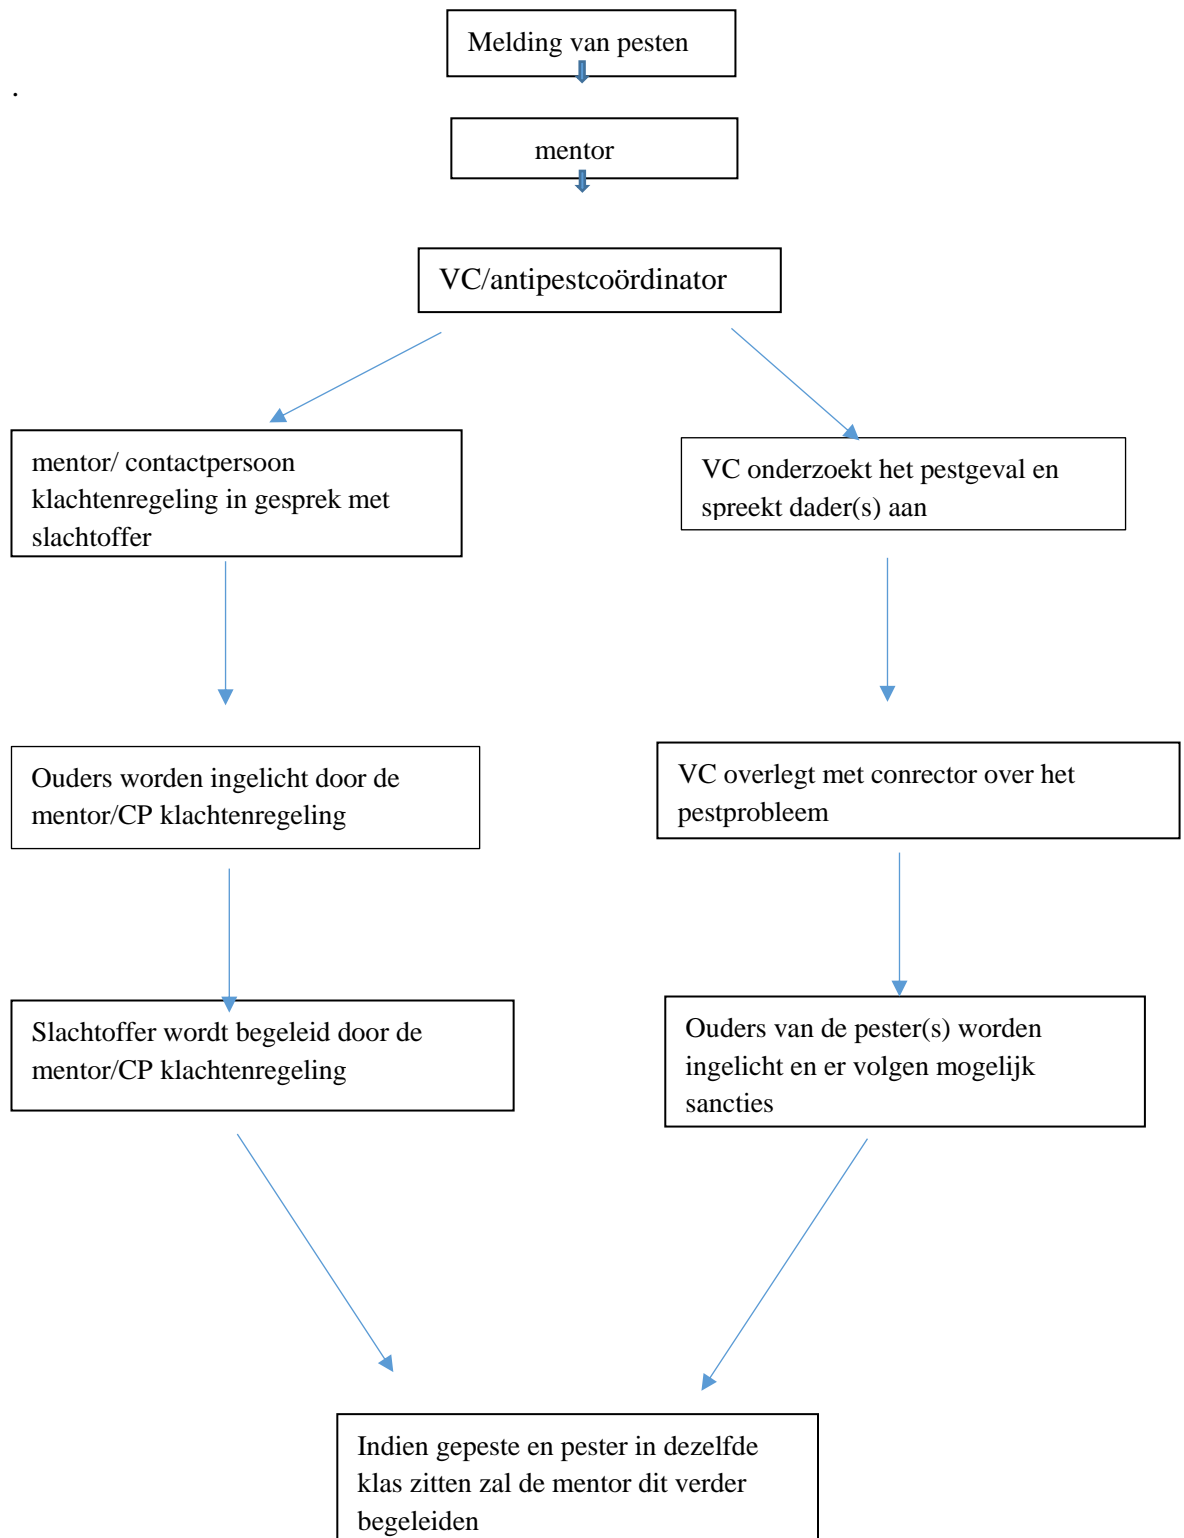 Melding van pesten
.
mentor
VC/antipestcoördinator
mentor/ contactpersoon
klachtenregeling in gesprek met
slachtoffer
VC onderzoekt het pestgeval en
spreekt dader(s) aan
Ouders worden ingelicht door de
mentor/CP klachtenregeling
VC overlegt met conrector over het
pestprobleem
Slachtoffer wordt begeleid door de
mentor/CP klachtenregeling
Ouders van de pester(s) worden
ingelicht en er volgen mogelijk
sancties
Indien gepeste en pester in dezelfde
klas zitten zal de mentor dit verder
begeleiden